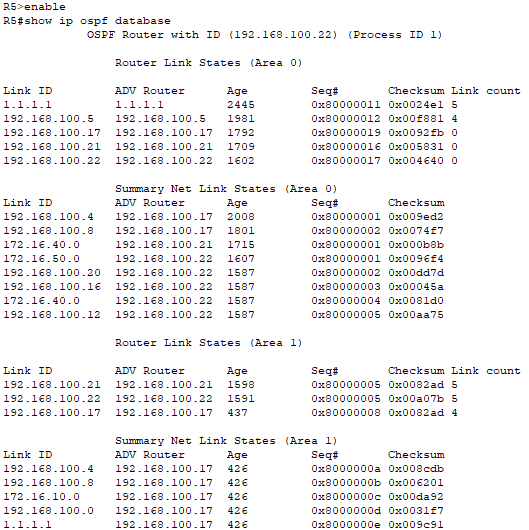 R5>enable
R5#show ip ospf database
OSPF Router with ID (192.168.100.22) (Process ID 1)
Router Link States (Area 0)
Link ID ADV Router Age Seq# Checksum Link count
1.1.1.1 1.1.1.1 2445 0x80000011 0x0024e1 5
192.168.100.5 192.168.100.5 1981 0x80000012 0x00f881 4
192.168.100.17 192.168.100.17 1792 0x80000019 0x0092fb 0
192.168.100.21 192.168.100.21 1709 0x80000016 0x005831 0
192.168.100.22 192.168.100.22 1602 0x80000017 0x004640 0
Summary Net Link States (Area 0)
Link ID ADV Router Age Seq# Checksum
192.168.100.4 192.168.100.17 2008 0x80000001 0x009ed2
192.168.100.8 192.168.100.17 1801 0x80000002 0x0074f7
172.16.40.0 192.168.100.21 1715 0x80000001 0x000b8b
172.16.50.0 192.168.100.22 1607 0x80000001 0x0096f4
192.168.100.20 192.168.100.22 1587 0x80000002 0x00dd7d
192.168.100.16 192.168.100.22 1587 0x80000003 0x00045a
172.16.40.0 192.168.100.22 1587 0x80000004 0x0081d0
192.168.100.12 192.168.100.22 1587 0x80000005 0x00aa75
Router Link States (Area 1)
Link ID ADV Router Age Seq# Checksum Link count
192.168.100.21 192.168.100.21 1598 0x80000005 0x0082ad 5
192.168.100.22 192.168.100.22 1591 0x80000005 0x00a07b 5
192.168.100.17 192.168.100.17 437 0x80000008 0x0082ad 4
Summary Net Link States (Area 1)
Link ID ADV Router Age Seq# Checksum
192.168.100.4 192.168.100.17 426 0x8000000a 0x008cdb
192.168.100.8 192.168.100.17 426 0x8000000b 0x006201
172.16.10.0 192.168.100.17 426 0x8000000c 0x00da92
192.168.100.0 192.168.100.17 426 0x8000000d 0x0031f7
1.1.1.1 192.168.100.17 426 0x8000000e 0x009c91